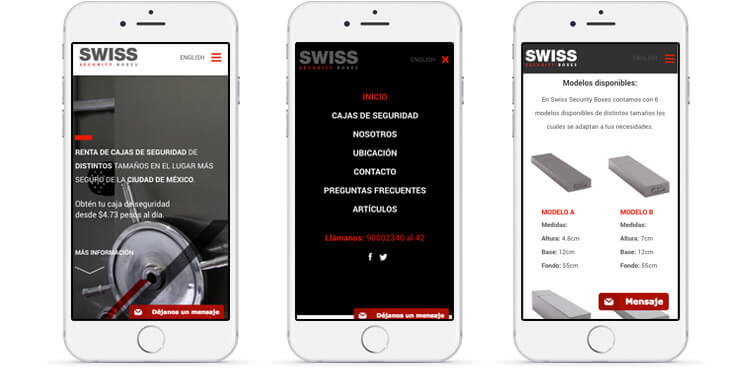 SWISS
SECURITY BOXES
ENGLISH
RENTA DE CAJAS DE SEGURIDAD DE
DISTINTOS TAMAÑOS EN EL LUGAR MÁS
SEGURO DE LA CIUDAD DE MÉXICO.
Obtén tu caja de seguridad
desde $4.73 pesos al día.
MÁS INFORMACIÓN
Déjanos un mensaje
SWISS
SECURITY BOXES
ENGLISH
INICIO
CAJAS DE SEGURIDAD
NOSOTROS
UBICACIÓN
CONTACTO
PREGUNTAS FRECUENTES
ARTÍCULOS
Llámanos: 90002340 al 42
Déjanos un mensaje
SWISS
SECURITY BOXES
ENGLISH
Modelos disponibles:
En Swiss Security Boxes contamos con 6
modelos disponibles de distintos tamaños los
cuales se adaptan a tus necesidades.
MODELO A
Medidas:
Altura: 4.8cm
Base: 12cm
Fondo: 55cm
MODELO B
Medidas:
Altura: 7cm
Base: 12cm
Fondo: 55cm
Mensaje